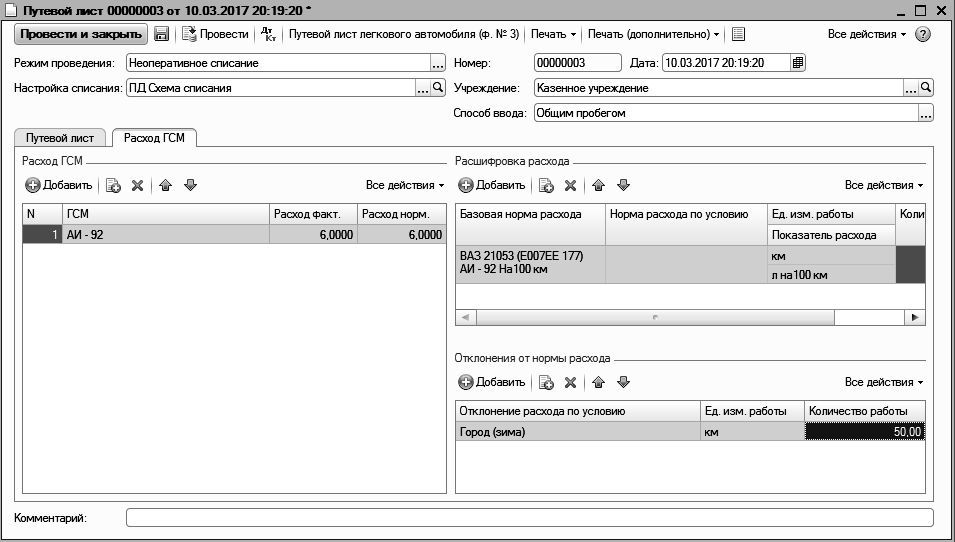 Путевой лист 00000003 от 10.03.2017 20:19:20 *
Провести и закрыть Провести Дт Кт Путевой лист легкового автомобиля (ф. № 3) Печать Печать (дополнительно) Все действия ?
Режим проведения: Неоперативное списание ... Номер: 00000003 Дата: 10.03.2017 20:19:20
Настройка списания: ПД Схема списания ... Учреждение: Казенное учреждение ...
Способ ввода: Общим пробегом ...
Путевой лист Расход ГСМ
Расход ГСМ Расшифровка расхода
Добавить Все действия Добавить Все действия
N ГСМ Расход факт. Расход норм.
1 АИ - 92 6,0000 6,0000
Базовая норма расхода Норма расхода по условию Ед. изм. работы Коли
Показатель расхода
ВАЗ 21053 (Е007ЕЕ 177) км
АИ - 92 На100 км л на100 км
Отклонения от нормы расхода
Добавить Все действия
Отклонение расхода по условию Ед. изм. работы Количество работы
Город (зима) км 50,00
Комментарий: